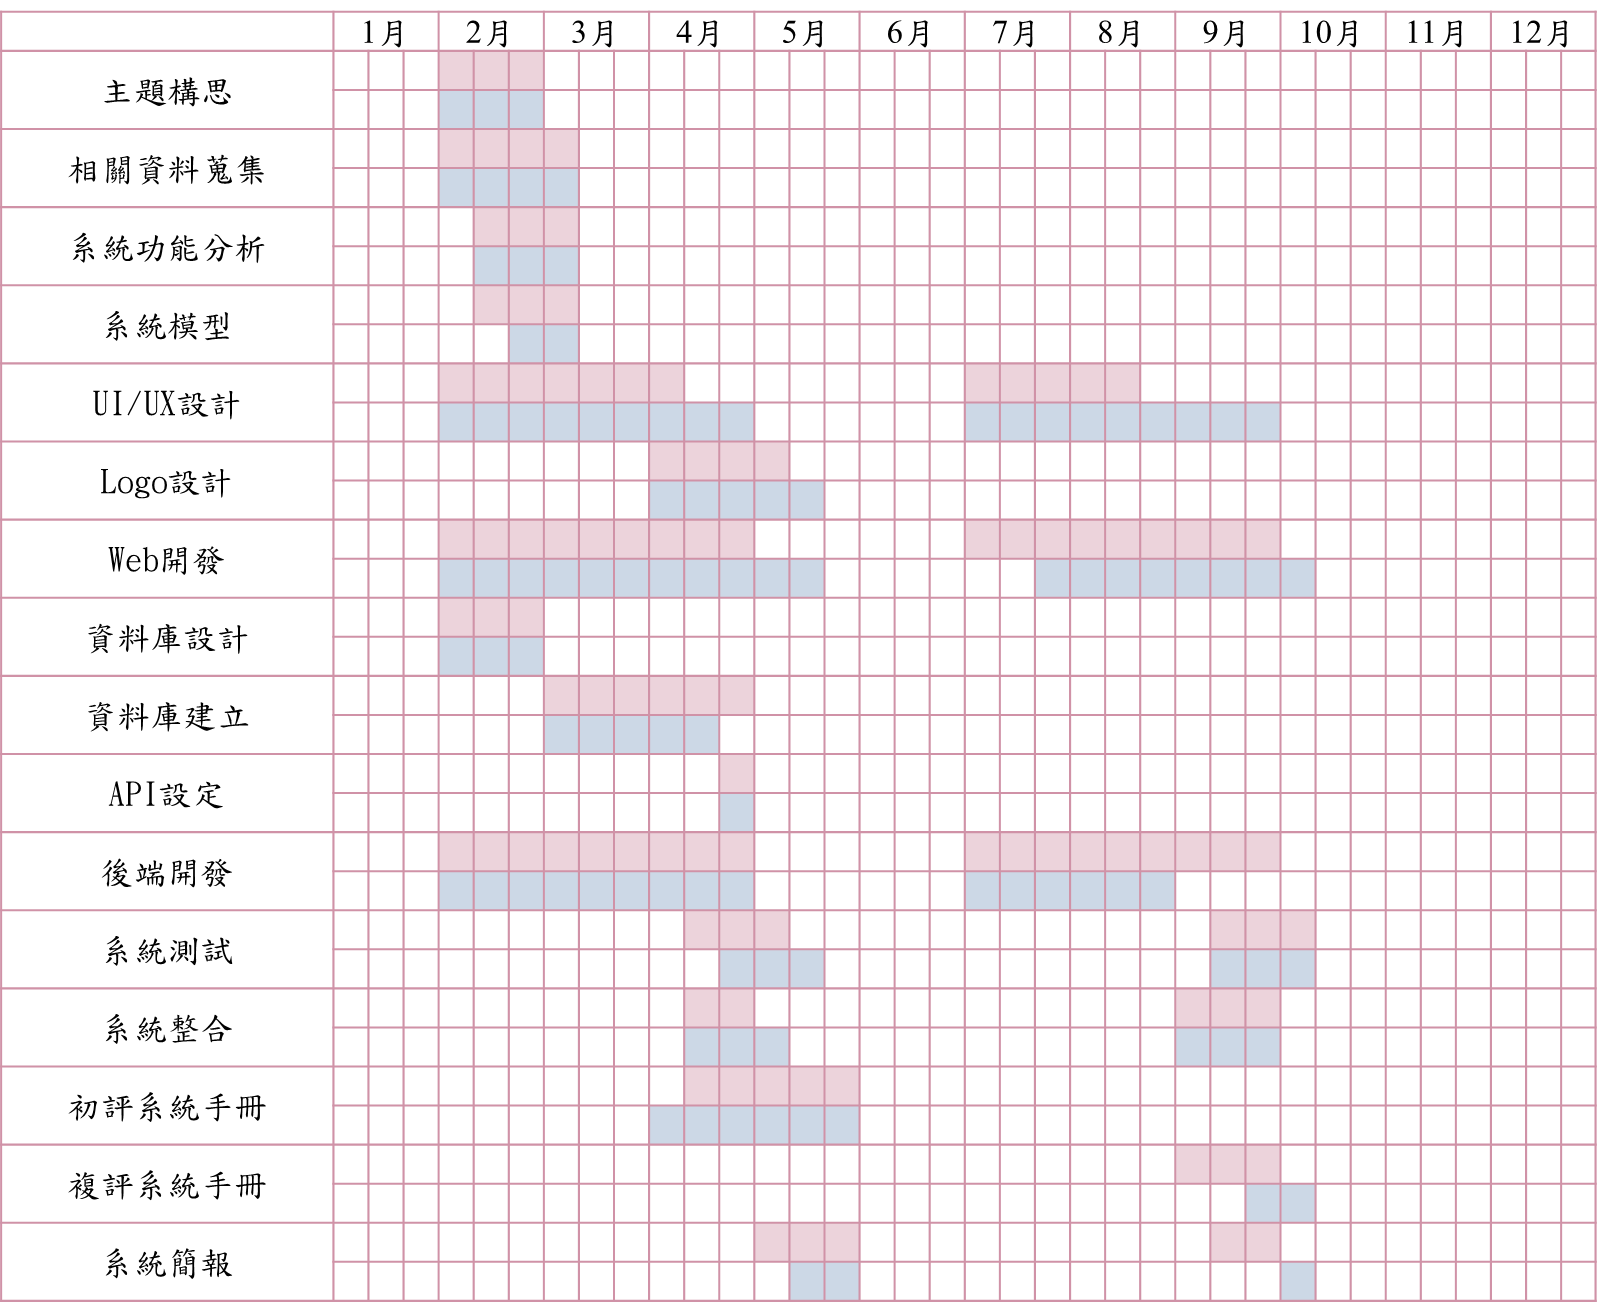 1月 2月 3月 4月 5月 6月 7月 8月 9月 10月 11月 12月
主題構思
相關資料蒐集
系統功能分析
系統模型
UI/UX設計
Logo設計
Web開發
資料庫設計
資料庫建立
API設定
後端開發
系統測試
系統整合
初評系統手冊
複評系統手冊
系統簡報